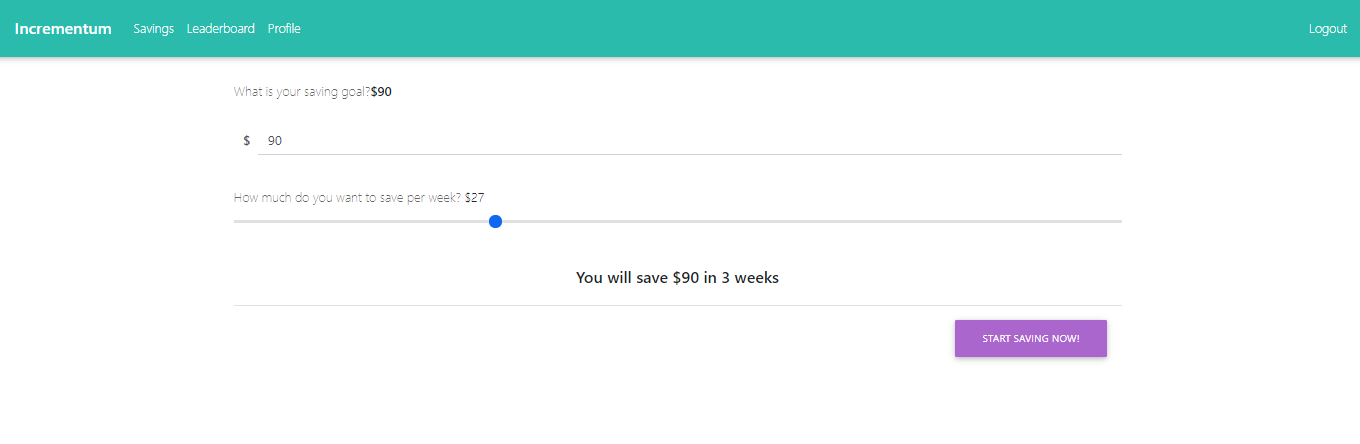 Incrementum Savings Leaderboard Profile Logout
What is your saving goal?$90
$ 90
How much do you want to save per week? $27
You will save $90 in 3 weeks
START SAVING NOW!